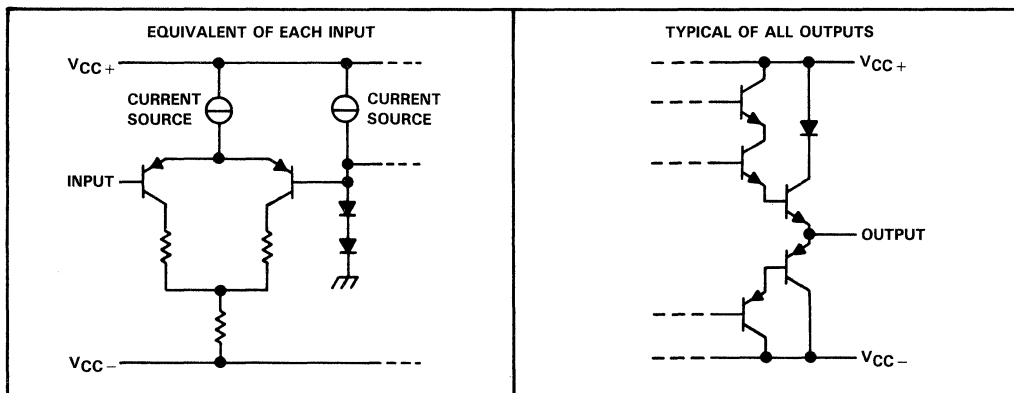 EQUIVALENT OF EACH INPUT
VCC+
CURRENT
SOURCE
CURRENT
SOURCE
INPUT
VCC−
TYPICAL OF ALL OUTPUTS
VCC+
OUTPUT
VCC−